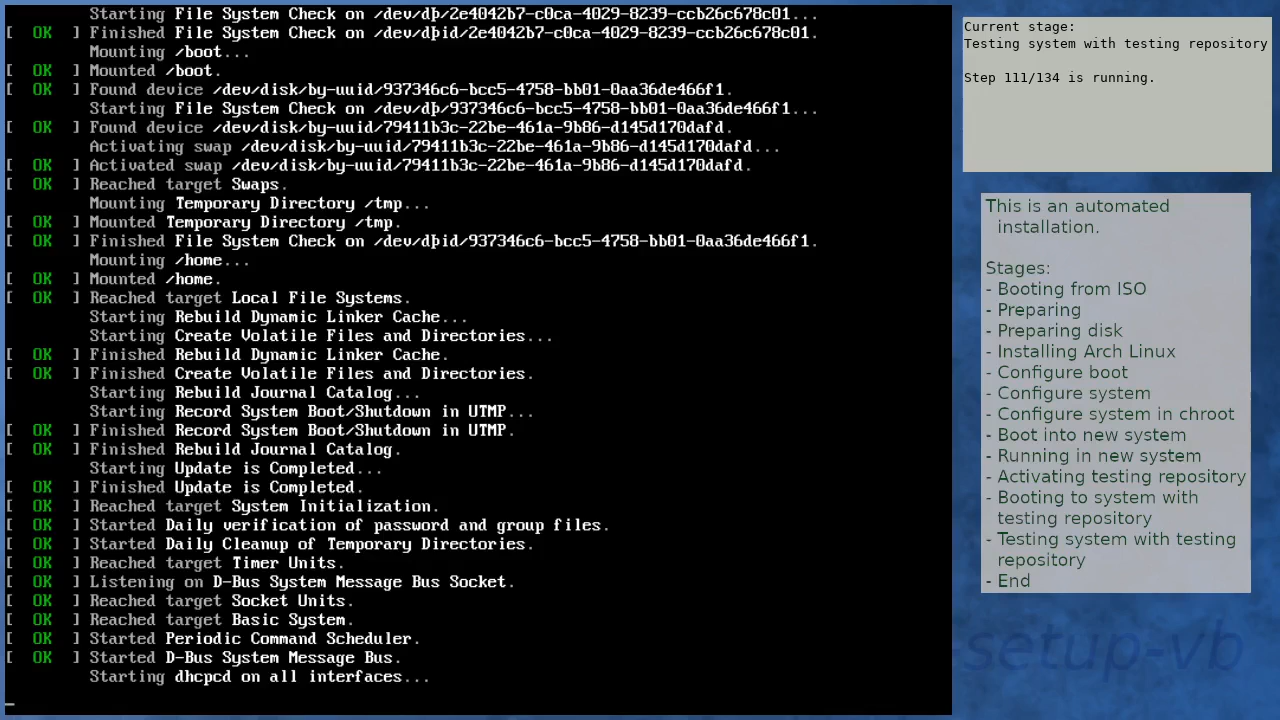 Starting File System Check on /dev/dþ/2e4042b7-c0ca-4029-8239-ccb26c678c01...
[  OK  ] Finished File System Check on /dev/dþid/2e4042b7-c0ca-4029-8239-ccb26c678c01.
Mounting /boot...
[  OK  ] Mounted /boot.
[  OK  ] Found device /dev/disk/by-uuid/937346c6-bcc5-4758-bb01-0aa36de466f1.
Starting File System Check on /dev/dþ/937346c6-bcc5-4758-bb01-0aa36de466f1...
[  OK  ] Found device /dev/disk/by-uuid/79411b3c-22be-461a-9b86-d145d170dafd.
Activating swap /dev/disk/by-uuid/79411b3c-22be-461a-9b86-d145d170dafd...
[  OK  ] Activated swap /dev/disk/by-uuid/79411b3c-22be-461a-9b86-d145d170dafd.
[  OK  ] Reached target Swaps.
Mounting Temporary Directory /tmp...
[  OK  ] Mounted Temporary Directory /tmp.
[  OK  ] Finished File System Check on /dev/dþid/937346c6-bcc5-4758-bb01-0aa36de466f1.
Mounting /home...
[  OK  ] Mounted /home.
[  OK  ] Reached target Local File Systems.
Starting Rebuild Dynamic Linker Cache...
Starting Create Volatile Files and Directories...
[  OK  ] Finished Rebuild Dynamic Linker Cache.
[  OK  ] Finished Create Volatile Files and Directories.
Starting Rebuild Journal Catalog...
Starting Record System Boot/Shutdown in UTMP...
[  OK  ] Finished Record System Boot/Shutdown in UTMP.
[  OK  ] Finished Rebuild Journal Catalog.
Starting Update is Completed...
[  OK  ] Finished Update is Completed.
[  OK  ] Reached target System Initialization.
[  OK  ] Started Daily verification of password and group files.
[  OK  ] Started Daily Cleanup of Temporary Directories.
[  OK  ] Reached target Timer Units.
[  OK  ] Listening on D-Bus System Message Bus Socket.
[  OK  ] Reached target Socket Units.
[  OK  ] Reached target Basic System.
[  OK  ] Started Periodic Command Scheduler.
[  OK  ] Started D-Bus System Message Bus.
Starting dhcpcd on all interfaces...
Current stage:
Testing system with testing repository
Step 111/134 is running.
This is an automated
installation.
Stages:
- Booting from ISO
- Preparing
- Preparing disk
- Installing Arch Linux
- Configure boot
- Configure system
- Configure system in chroot
- Boot into new system
- Running in new system
- Activating testing repository
- Booting to system with
testing repository
- Testing system with testing
repository
- End
-setup-vb